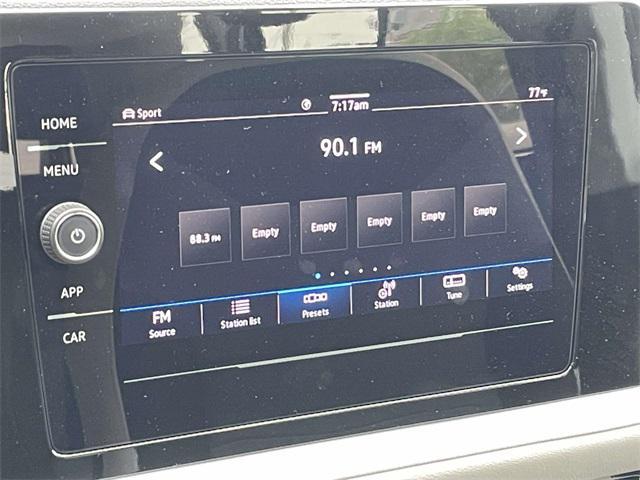 HOME
MENU
APP
CAR
Sport
7:17am
77°F
90.1 FM
88.3 FM
Empty
Empty
Empty
Empty
Empty
FM
Source
Station list
Presets
Station
Tune
Settings